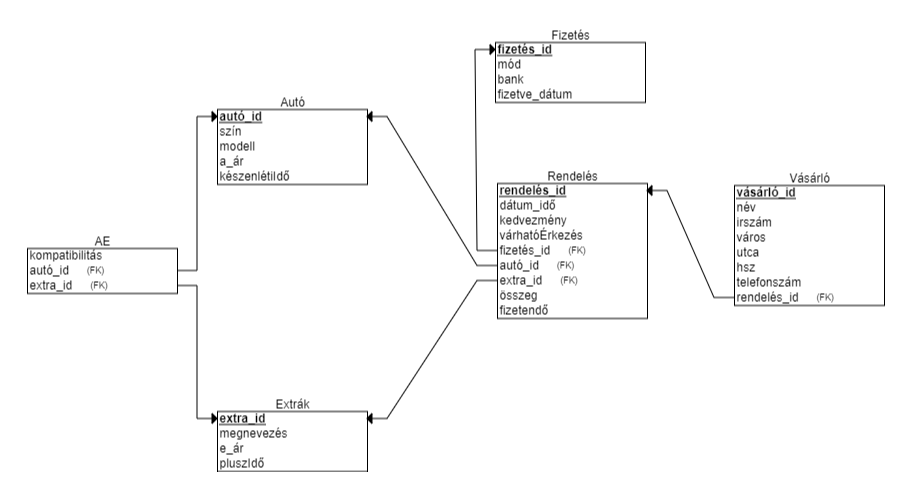 Fizetés
fizetés_id
mód
bank
fizetve_dátum
Autó
autó_id
szín
modell
a_ár
készenlétiIdő
Rendelés
rendelés_id
dátum_idő
kedvezmény
várhatóÉrkezés
fizetés_id (FK)
autó_id (FK)
extra_id (FK)
összeg
fizetendő
Vásárló
vásárló_id
név
irszám
város
utca
hsz
telefonszám
rendelés_id (FK)
AE
kompatibilitás
autó_id (FK)
extra_id (FK)
Extrák
extra_id
megnevezés
e_ár
pluszIdő